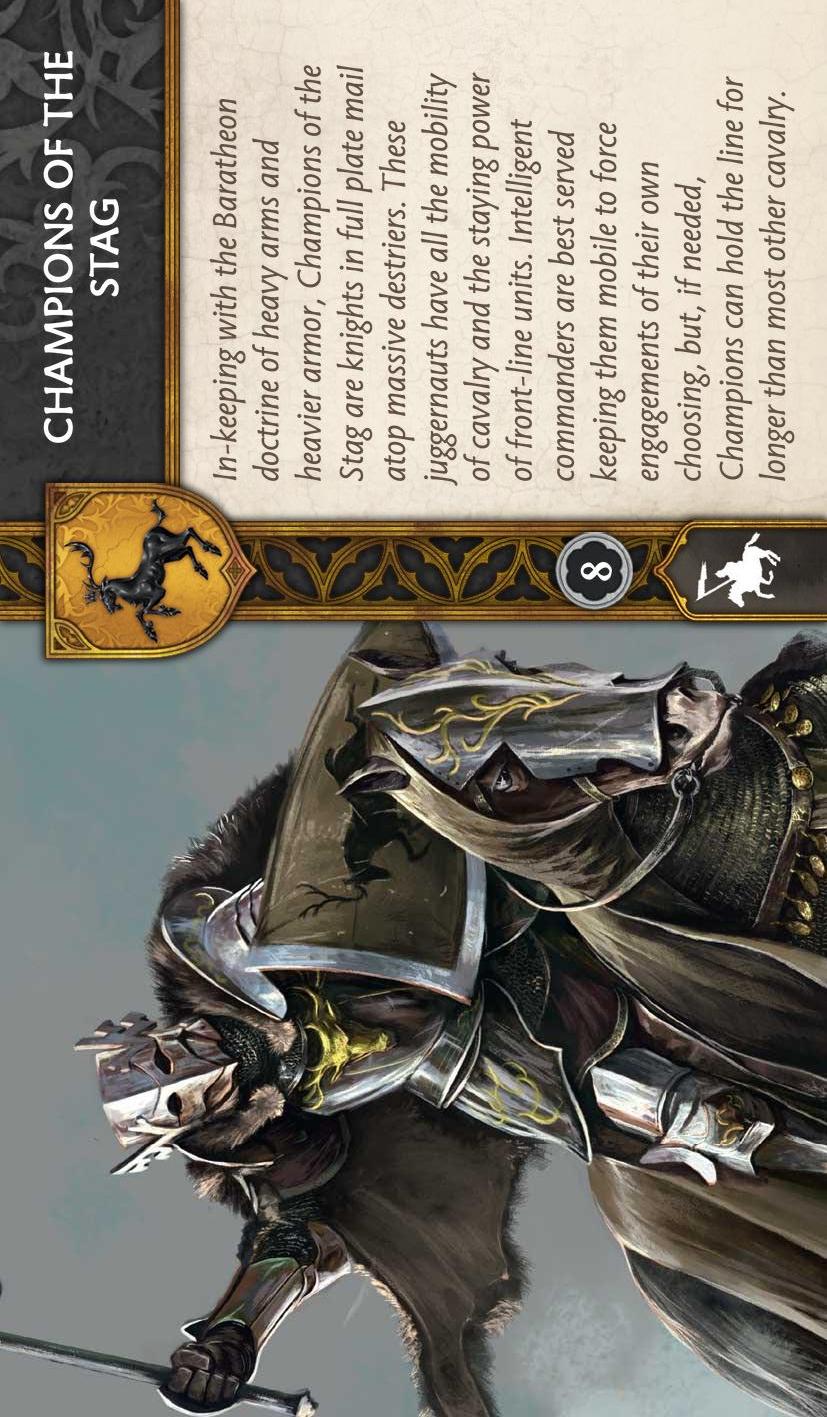 CHAMPIONS OF THE
STAG
In-keeping with the Baratheon
doctrine of heavy arms and
heavier armor, Champions of the
Stag are knights in full plate mail
atop massive destriers. These
juggernauts have all the mobility
of cavalry and the staying power
of front-line units. Intelligent
commanders are best served
keeping them mobile to force
engagements of their own
choosing, but, if needed,
Champions can hold the line for
longer than most other cavalry.
8